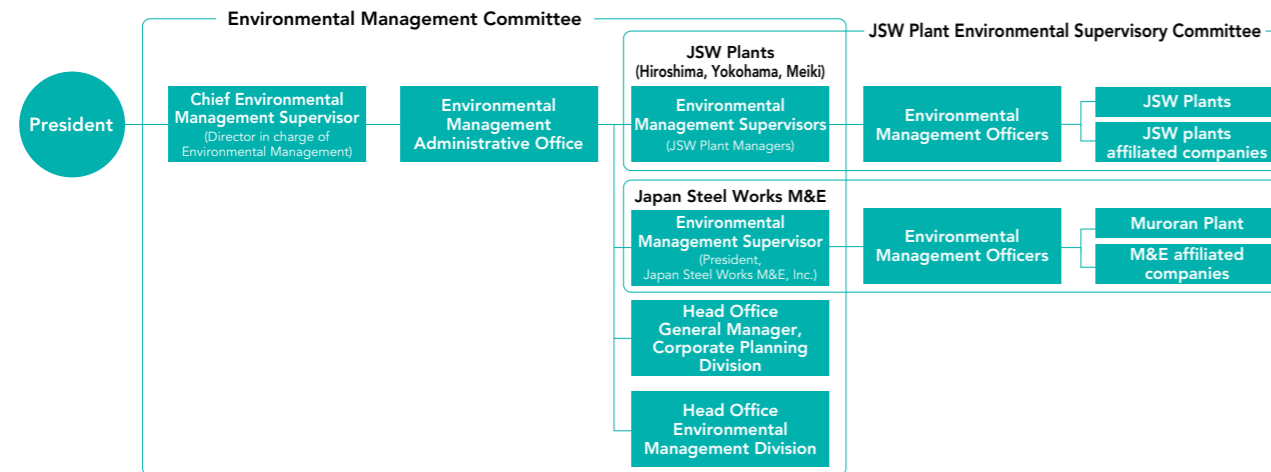 Environmental Management Committee
JSW Plant Environmental Supervisory Committee
President
Chief Environmental
Management Supervisor
(Director in charge of
Environmental Management)
Environmental
Management
Administrative Office
JSW Plants
(Hiroshima, Yokohama, Meiki)
Environmental
Management Supervisors
(JSW Plant Managers)
Environmental
Management Officers
JSW Plants
JSW plants
affiliated companies
Japan Steel Works M&E
Environmental
Management Supervisor
(President,
Japan Steel Works M&E, Inc.)
Environmental
Management Officers
Muroran Plant
M&E affiliated
companies
Head Office
General Manager,
Corporate Planning
Division
Head Office
Environmental
Management Division